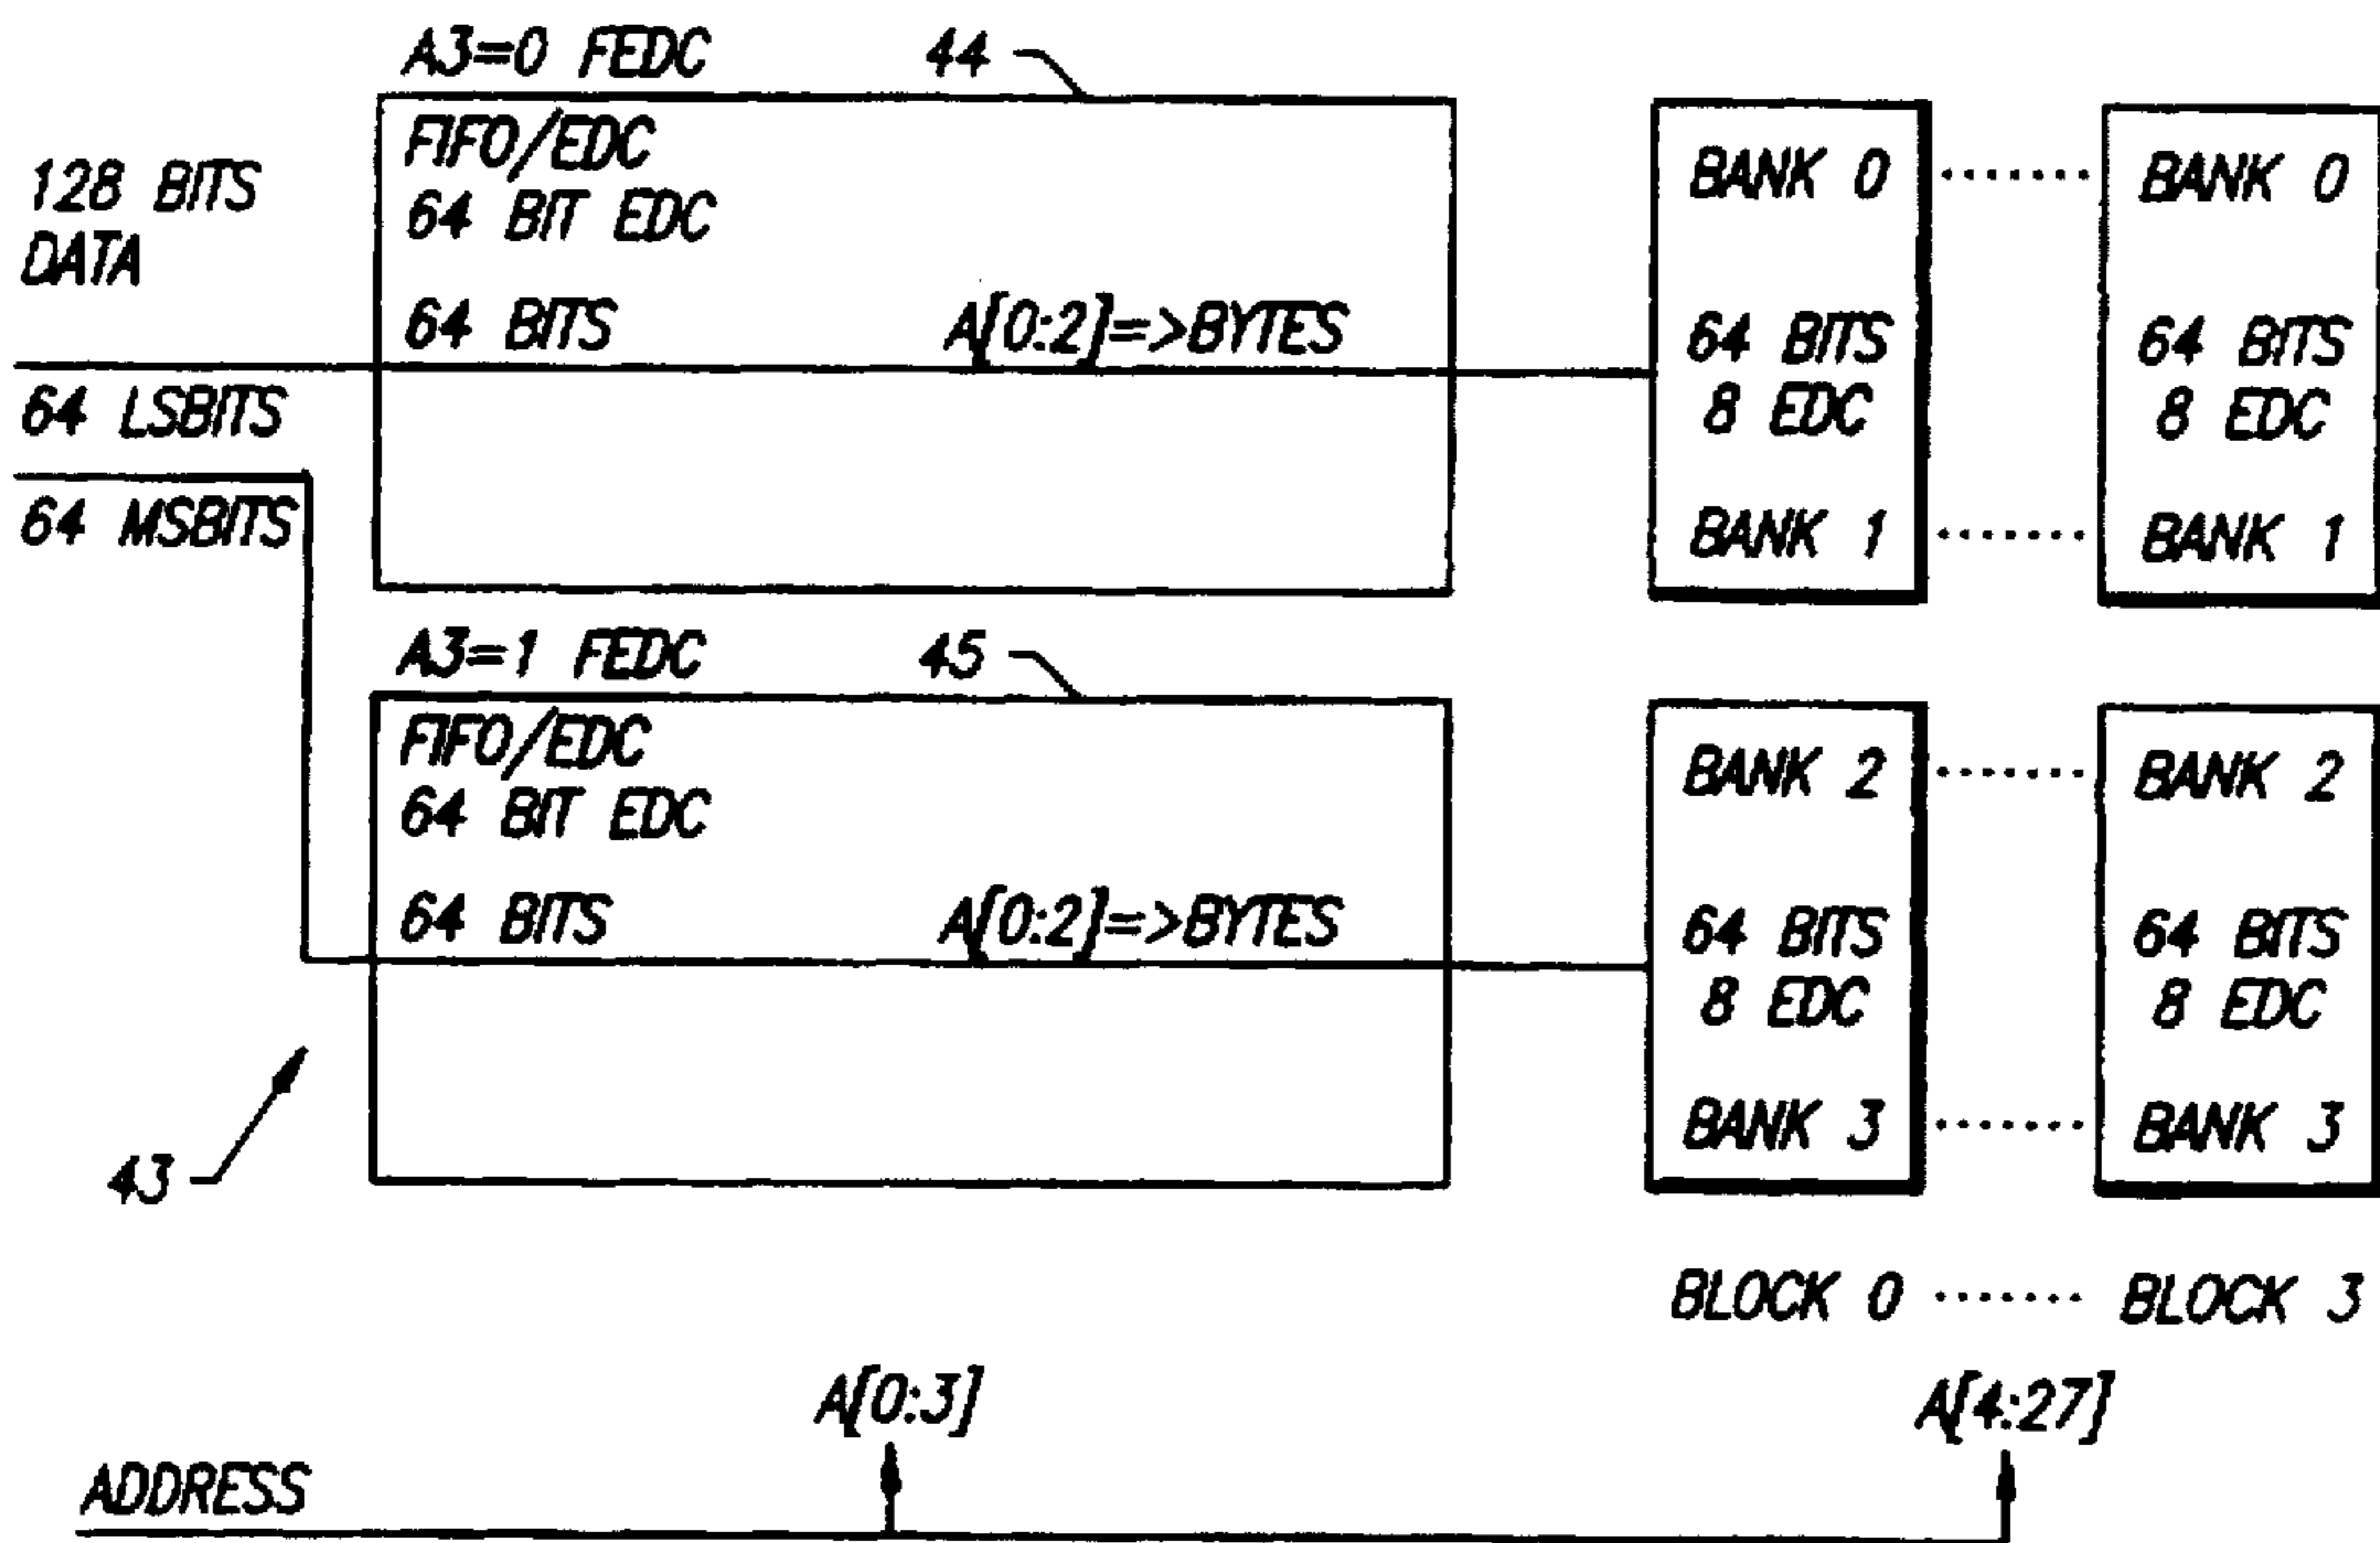 128 BITS
DATA
64 LSBITS
64 MSBITS
43
A3=0 FEDC
44
FIFO/EDC
64 BIT EDC
64 BITS
A[0:2]=>BYTES
BANK 0
64 BITS
8 EDC
BANK 1
BANK 0
64 BITS
8 EDC
BANK 1
A3=1 FEDC
45
FIFO/EDC
64 BIT EDC
64 BITS
A[0:2]=>BYTES
BANK 2
64 BITS
8 EDC
BANK 3
BANK 2
64 BITS
8 EDC
BANK 3
BLOCK 0 ....... BLOCK 3
A[0:3]
A[4:27]
ADDRESS